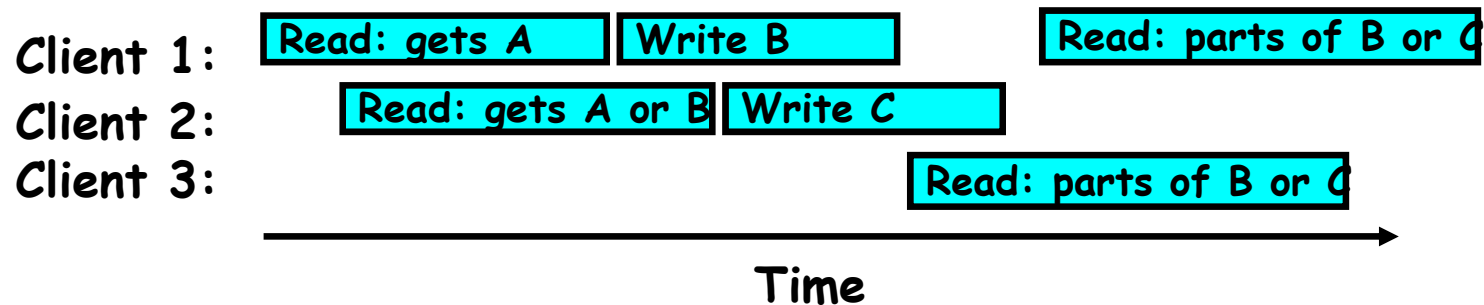 Client 1: Read: gets A Write B Read: parts of B or C
Client 2: Read: gets A or B Write C
Client 3: Read: parts of B or C
Time